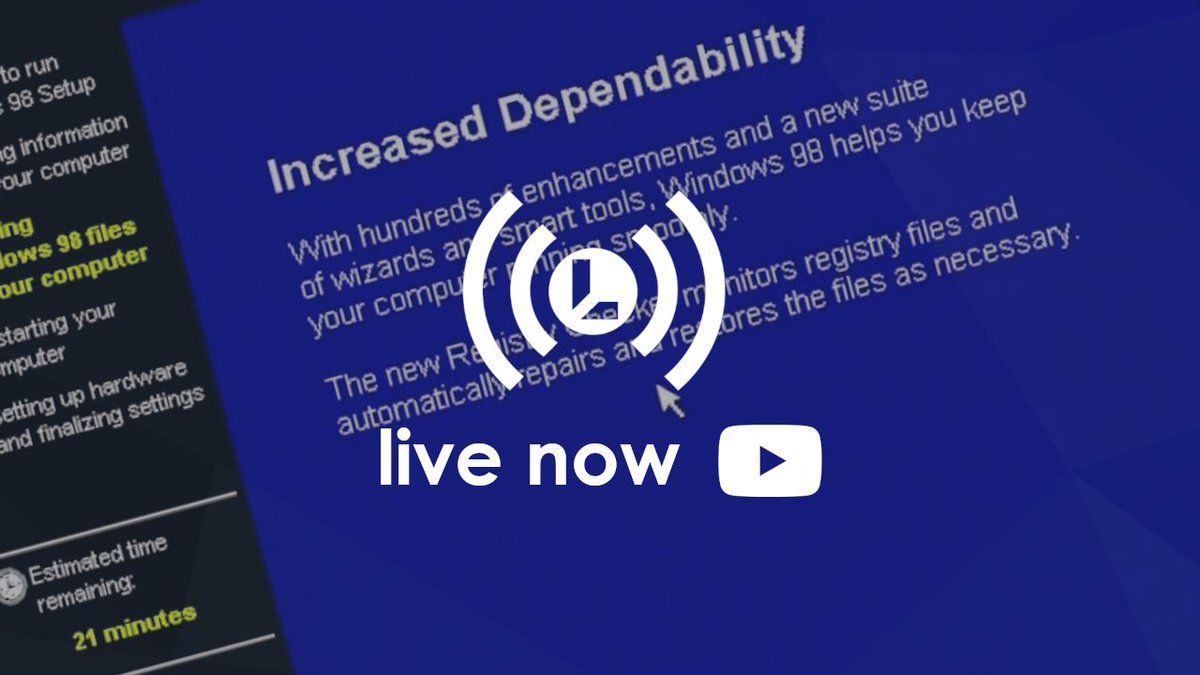 to run
98 Setup
ng information
our computer
ing
dows 98 files
our computer
starting your
mputer
etting up hardware
and finalizing settings
Estimated time
remaining:
21 minutes
Increased Dependability
With hundreds of enhancements and a new suite
of wizards and smart tools, Windows 98 helps you keep
your computer running smoothly.
The new Registry Checker monitors registry files and
automatically repairs and restores the files as necessary.
L
live now